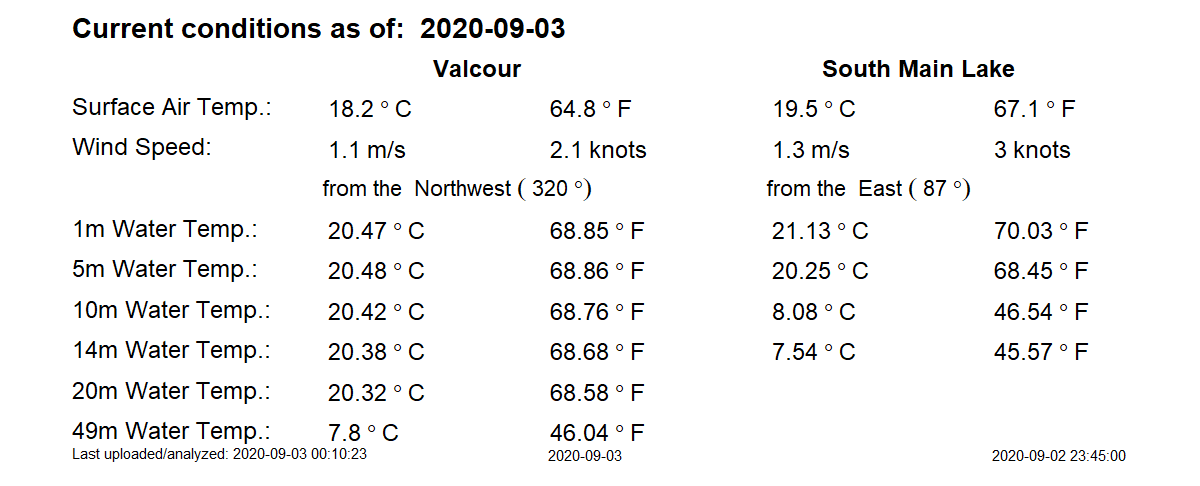 Current conditions as of: 2020-09-03
Valcour South Main Lake
Surface Air Temp.: 18.2 ° C 64.8 ° F 19.5 ° C 67.1 ° F
Wind Speed: 1.1 m/s 2.1 knots 1.3 m/s 3 knots
from the Northwest ( 320 °) from the East ( 87 °)
1m Water Temp.: 20.47 ° C 68.85 ° F 21.13 ° C 70.03 ° F
5m Water Temp.: 20.48 ° C 68.86 ° F 20.25 ° C 68.45 ° F
10m Water Temp.: 20.42 ° C 68.76 ° F 8.08 ° C 46.54 ° F
14m Water Temp.: 20.38 ° C 68.68 ° F 7.54 ° C 45.57 ° F
20m Water Temp.: 20.32 ° C 68.58 ° F
49m Water Temp.: 7.8 ° C 46.04 ° F
Last uploaded/analyzed: 2020-09-03 00:10:23 2020-09-03 2020-09-02 23:45:00